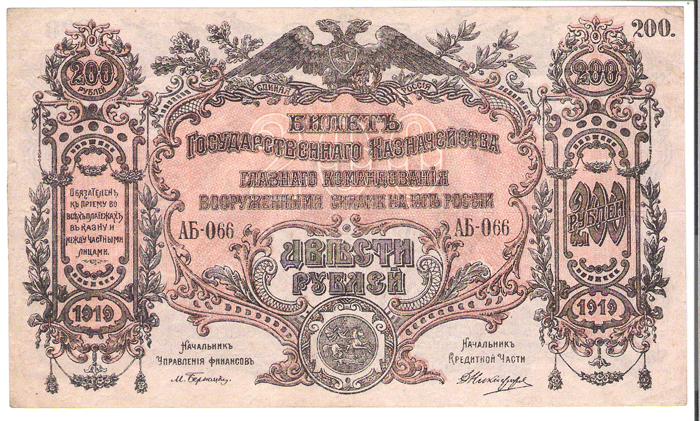 200.
200
РУБЛЕЙ
ЕДИНАЯ РОССІЯ
200
БИЛЕТЪ
ГОСУДАРСТВЕННАГО КАЗНАЧЕЙСТВА
ГЛАВНАГО КОМАНДОВАНІЯ
ВООРУЖЕННЫМИ СИЛАМИ НА ЮГѢ РОССІИ
АБ-066
АБ-066
ДВѢСТИ
РУБЛЕЙ
ОБЯЗАТЕЛЕНЪ
КЪ ПРІЕМУ ВО
ВСѢХЪ ПЛАТЕЖАХЪ
ВЪ КАЗНУ И
МЕЖДУ ЧАСТНЫМИ
ЛИЦАМИ.
200
РУБЛЕЙ
1919
1919
НАЧАЛЬНИКЪ
УПРАВЛЕНІЯ ФИНАНСОВЪ
НАЧАЛЬНИКЪ
КРЕДИТНОЙ ЧАСТИ